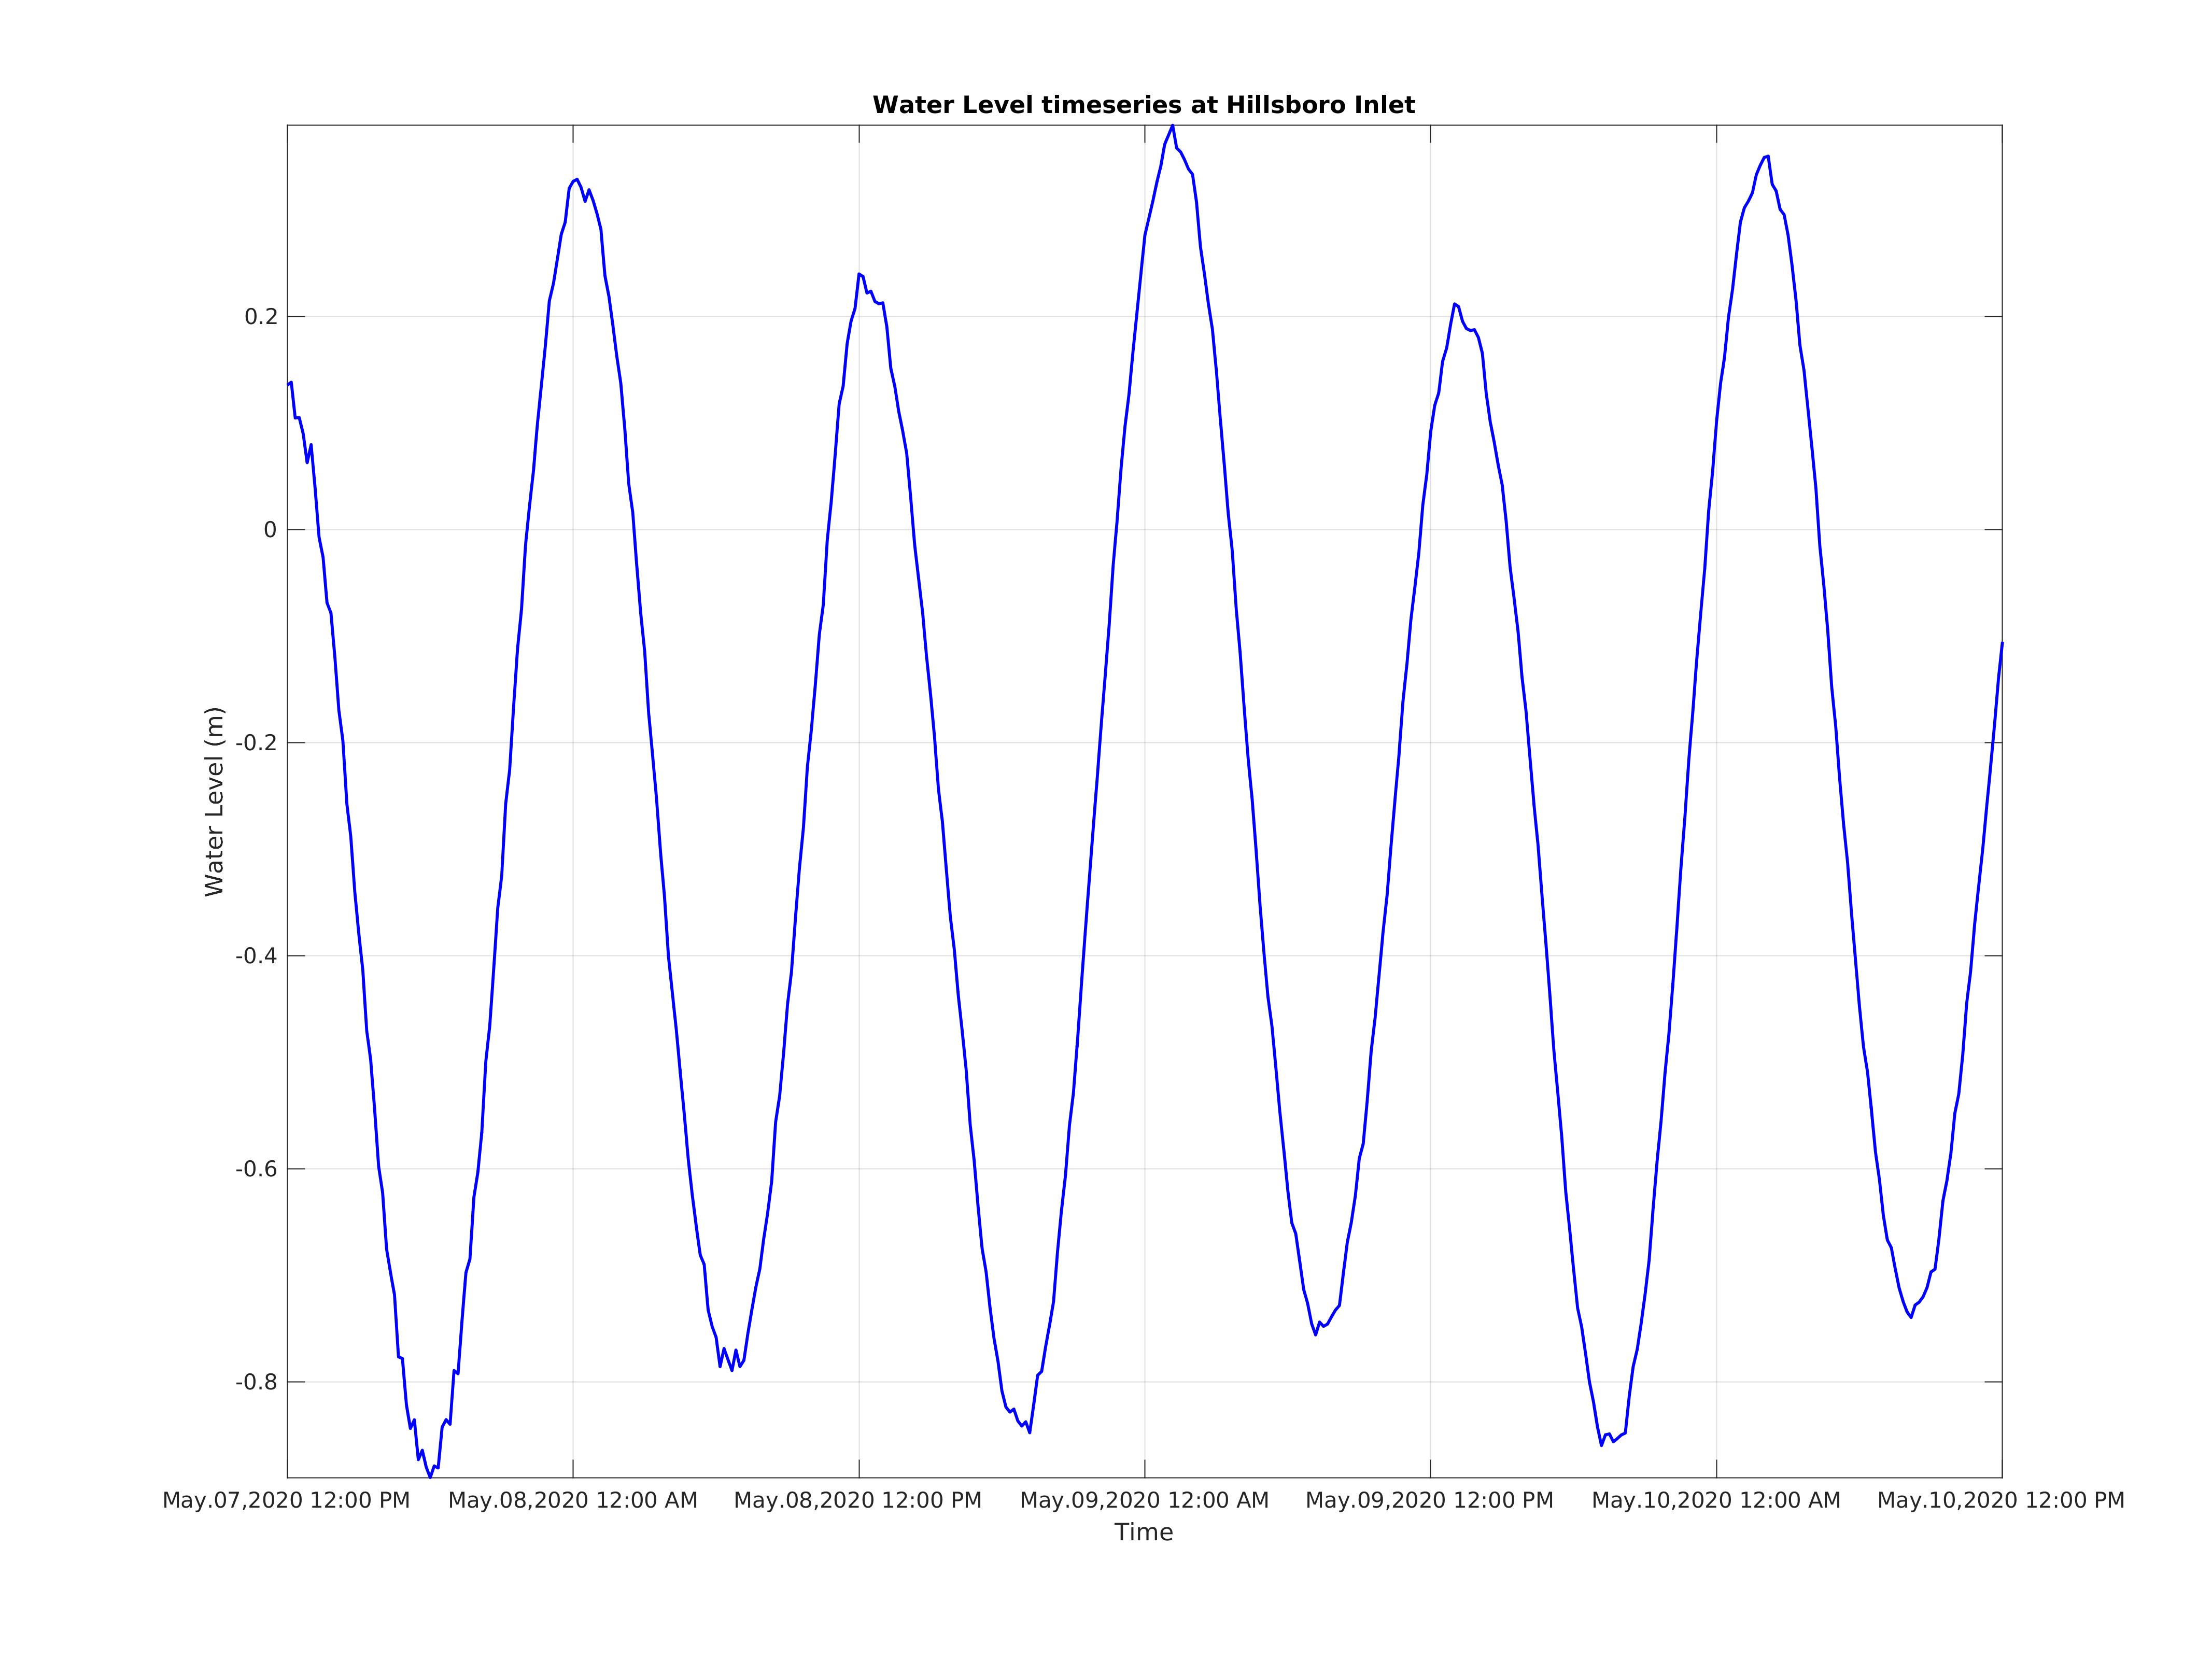 Water Level timeseries at Hillsboro Inlet
0.2
0
-0.2
-0.4
-0.6
-0.8
Water Level (m)
May.07,2020 12:00 PM May.08,2020 12:00 AM May.08,2020 12:00 PM May.09,2020 12:00 AM May.09,2020 12:00 PM May.10,2020 12:00 AM May.10,2020 12:00 PM
Time